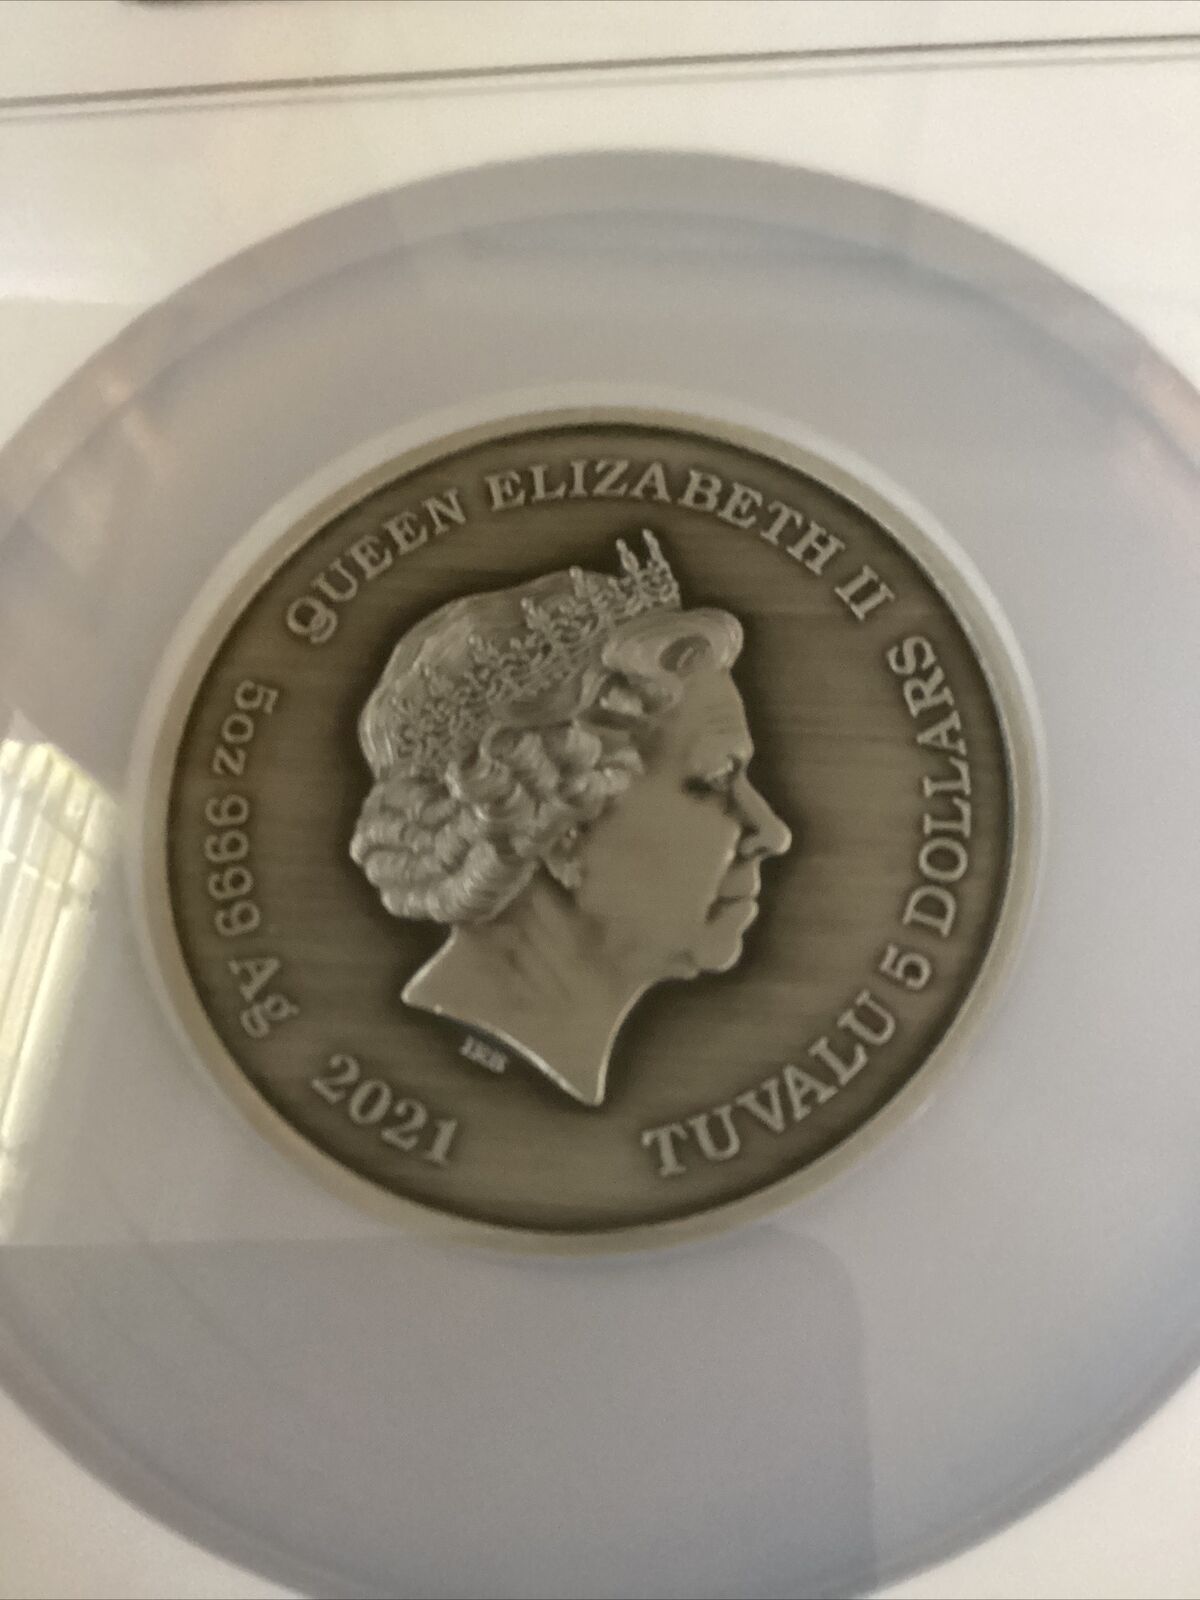 QUEEN ELIZABETH II
TUVALU 5 DOLLARS
2021
5oz 9999 Ag
IRB